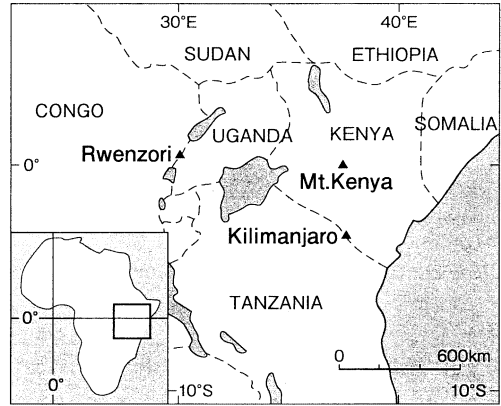 30°E
40°E
SUDAN
ETHIOPIA
CONGO
UGANDA
KENYA
SOMALIA
Rwenzori
0°
Mt.Kenya
Kilimanjaro
TANZANIA
0°
0°
0
600km
10°S
10°S